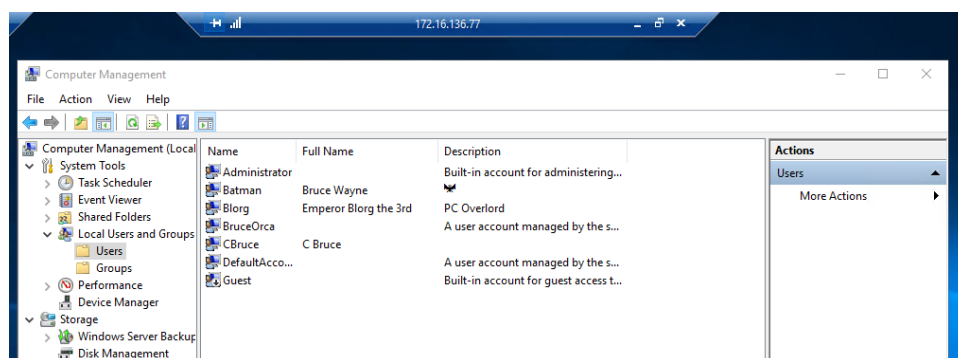 172.16.136.77
Computer Management
File Action View Help
Computer Management (Local
System Tools
Task Scheduler
Event Viewer
Shared Folders
Local Users and Groups
Users
Groups
Performance
Device Manager
Storage
Windows Server Backup
Disk Management
Name Full Name Description
Administrator Built-in account for administering...
Batman Bruce Wayne
Blorg Emperor Blorg the 3rd PC Overlord
BruceOrca A user account managed by the s...
CBruce C Bruce
DefaultAcco... A user account managed by the s...
Guest Built-in account for guest access t...
Actions
Users
More Actions